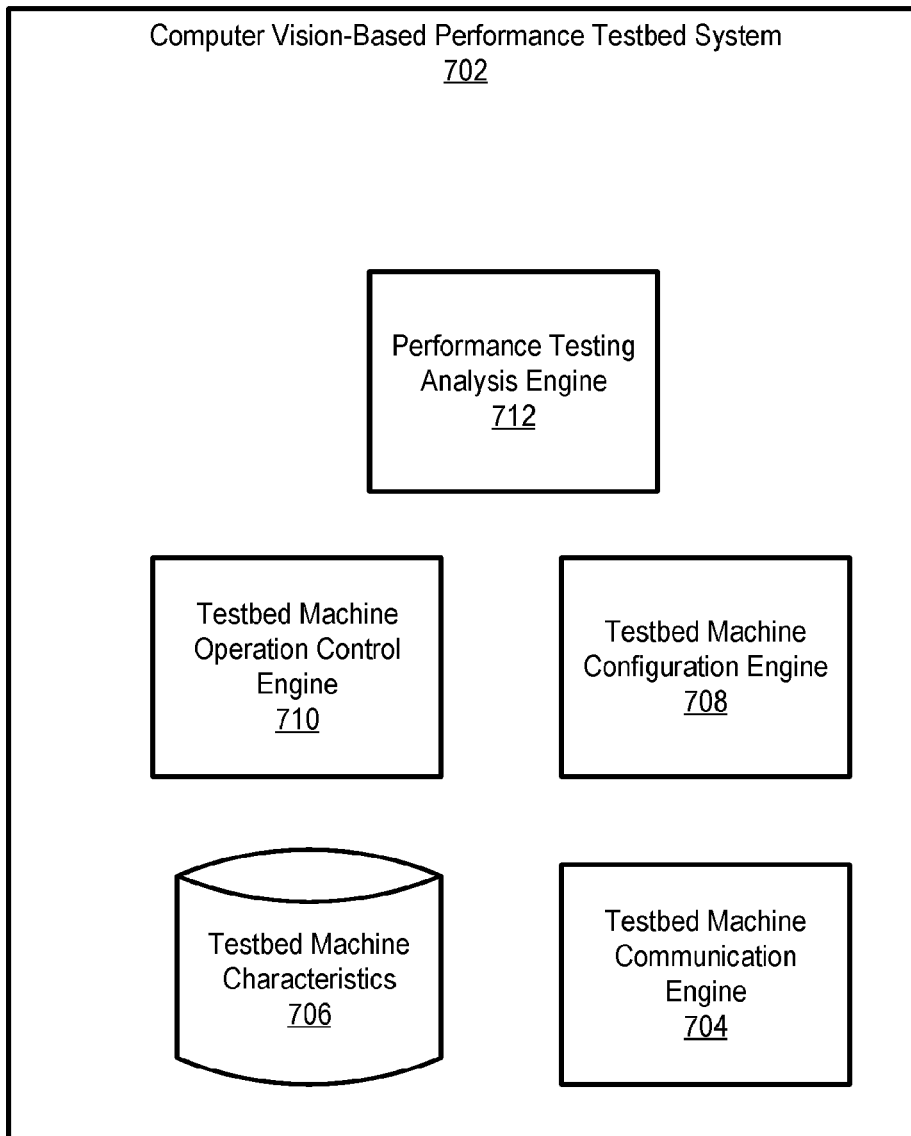 Computer Vision-Based Performance Testbed System
702
Performance Testing
Analysis Engine
712
Testbed Machine
Operation Control
Engine
710
Testbed Machine
Configuration Engine
708
Testbed Machine
Characteristics
706
Testbed Machine
Communication
Engine
704